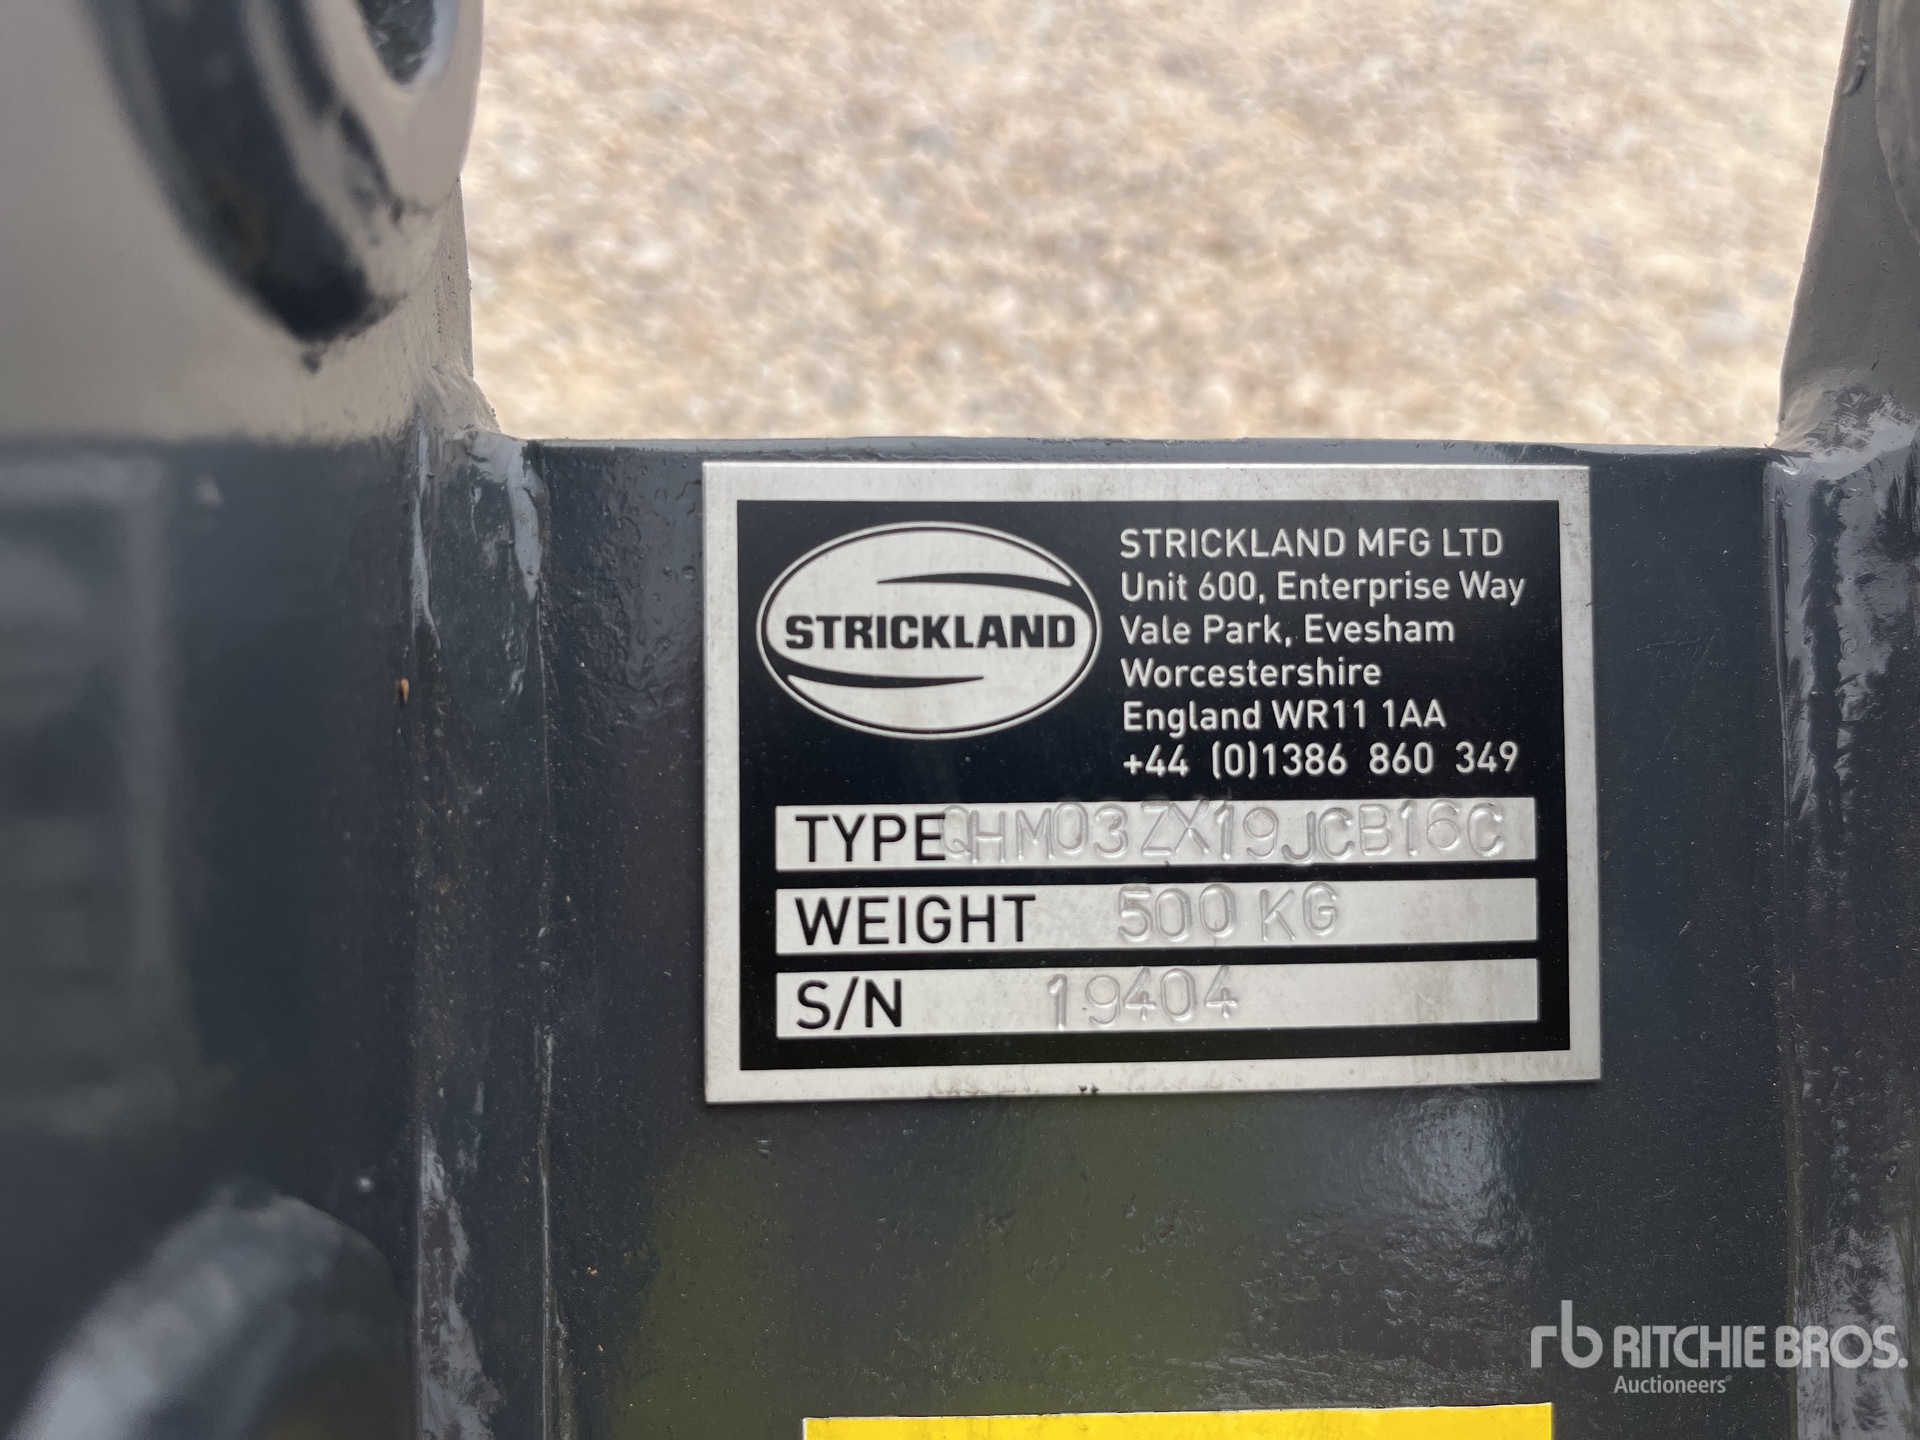 STRICKLAND
STRICKLAND MFG LTD
Unit 600, Enterprise Way
Vale Park, Evesham
Worcestershire
England WR11 1AA
+44 (0)1386 860 349
TYPE QHM03ZX19JCB16C
WEIGHT 500 KG
S/N 19404
rb RITCHIE BROS.
Auctioneers